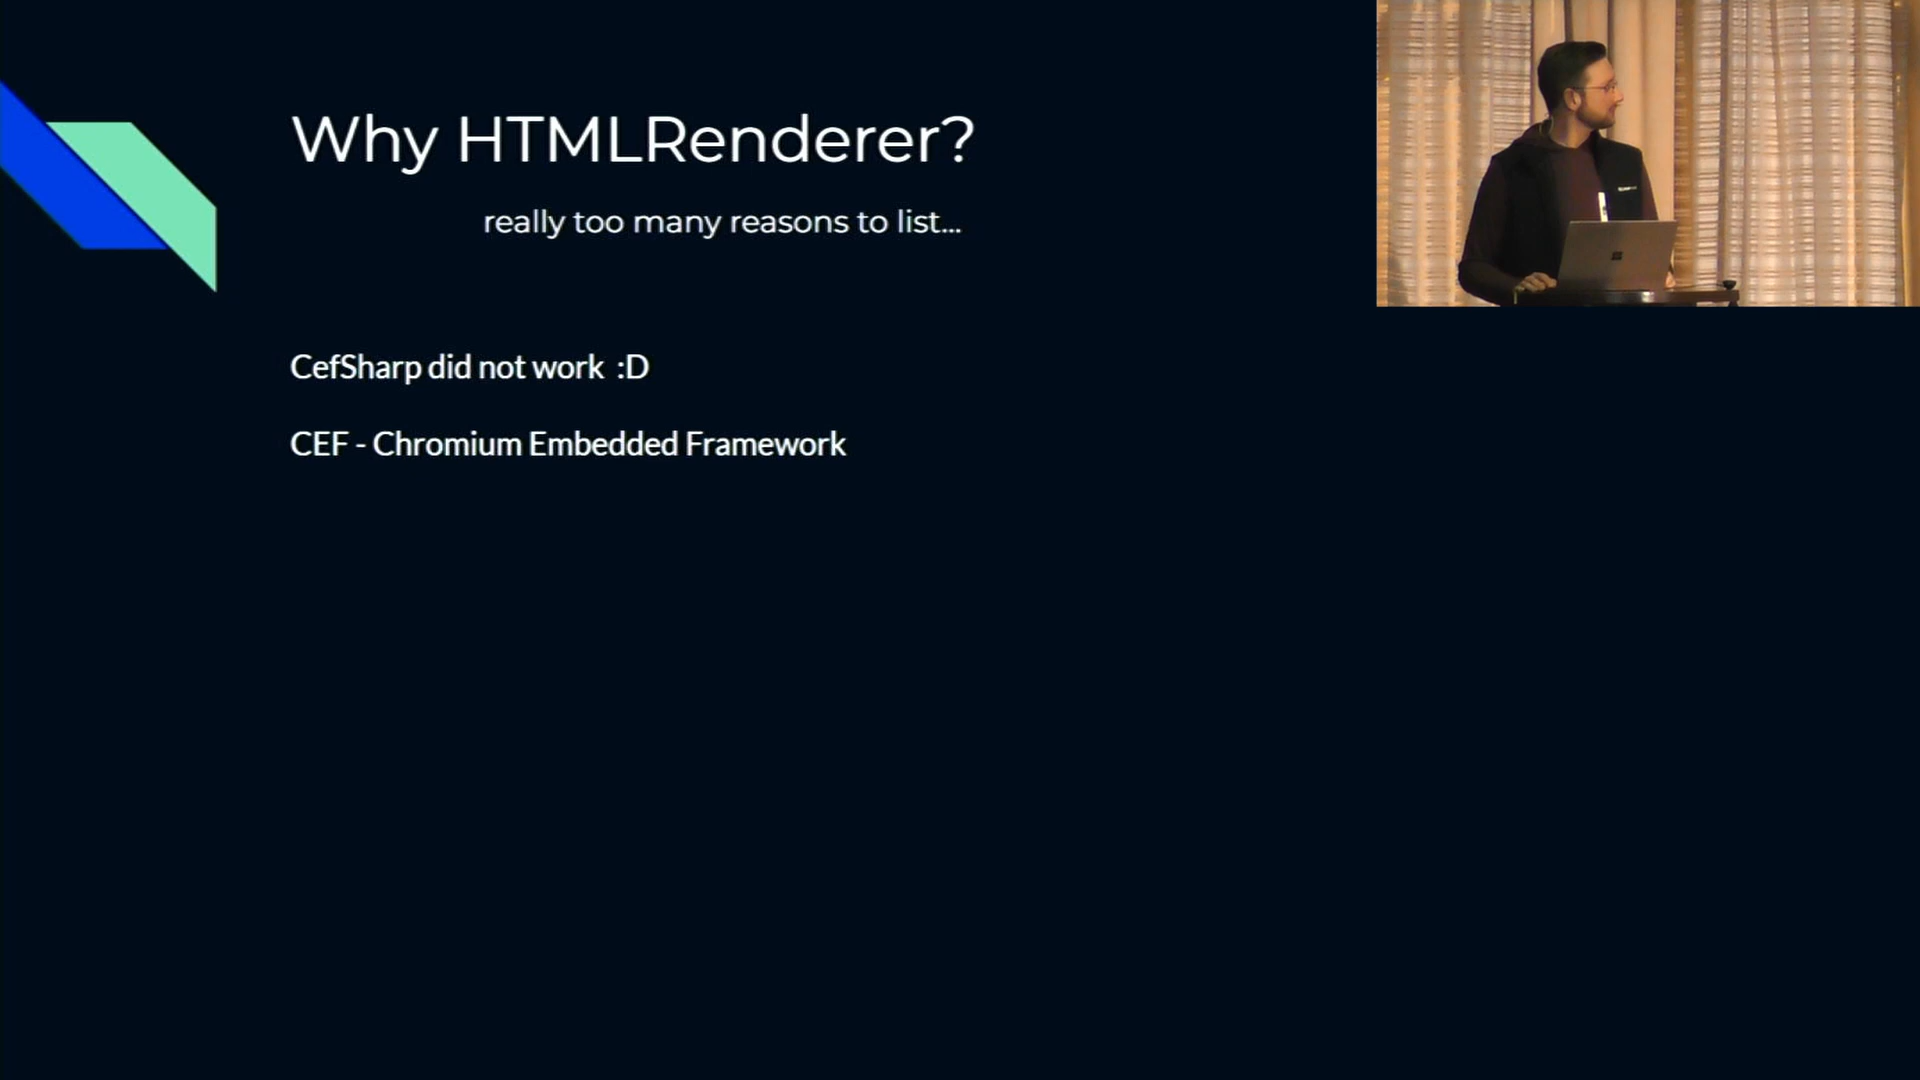 Why HTMLRenderer?
really too many reasons to list...
CefSharp did not work :D
CEF - Chromium Embedded Framework